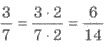 3/7 = 3 · 2/7 · 2 = 6/14